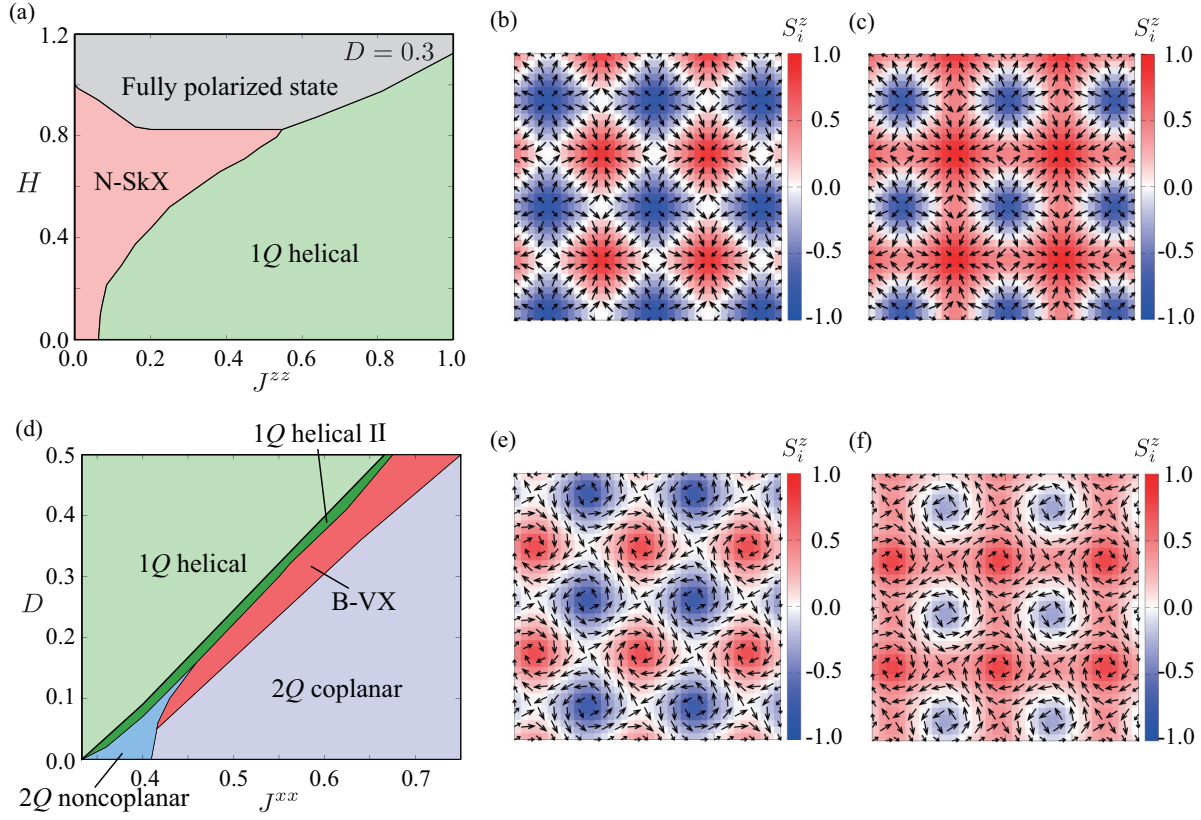 (a)
1.2
0.8
H
0.4
0.0
D = 0.3
Fully polarized state
N-SkX
1Q helical
0.0
0.2
0.4
0.6
0.8
1.0
J^{zz}
(b)
S_i^z
1.0
0.5
0.0
-0.5
-1.0
(c)
S_i^z
1.0
0.5
0.0
-0.5
-1.0
(d)
1Q helical II
0.5
0.4
0.3
D
0.2
0.1
0
1Q helical
B-VX
2Q coplanar
0.4
0.5
0.6
0.7
2Q noncoplanar
J^{xx}
(e)
S_i^z
1.0
0.5
0.0
-0.5
-1.0
(f)
S_i^z
1.0
0.5
0.0
-0.5
-1.0